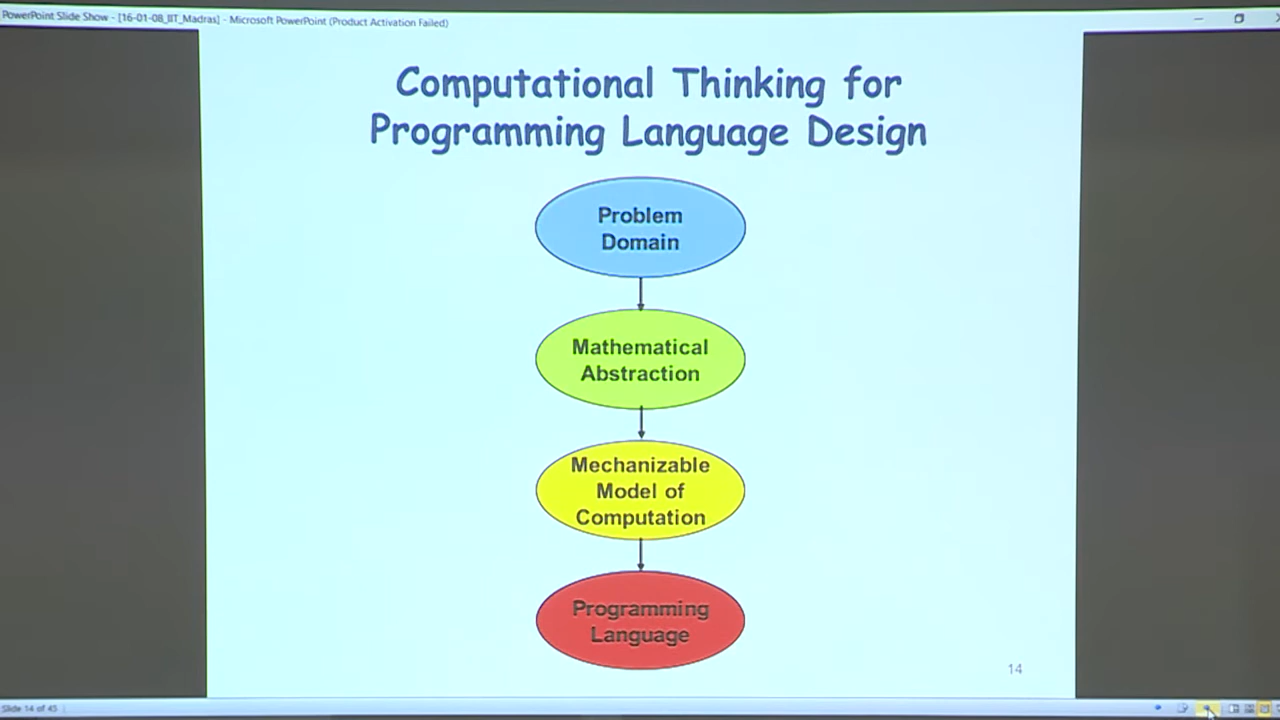 PowerPoint Slide Show - [16-01-08_IIT_Madras] - Microsoft PowerPoint (Product Activation Failed)
Computational Thinking for
Programming Language Design
Problem
Domain
Mathematical
Abstraction
Mechanizable
Model of
Computation
Programming
Language
14
Slide 14 of 45